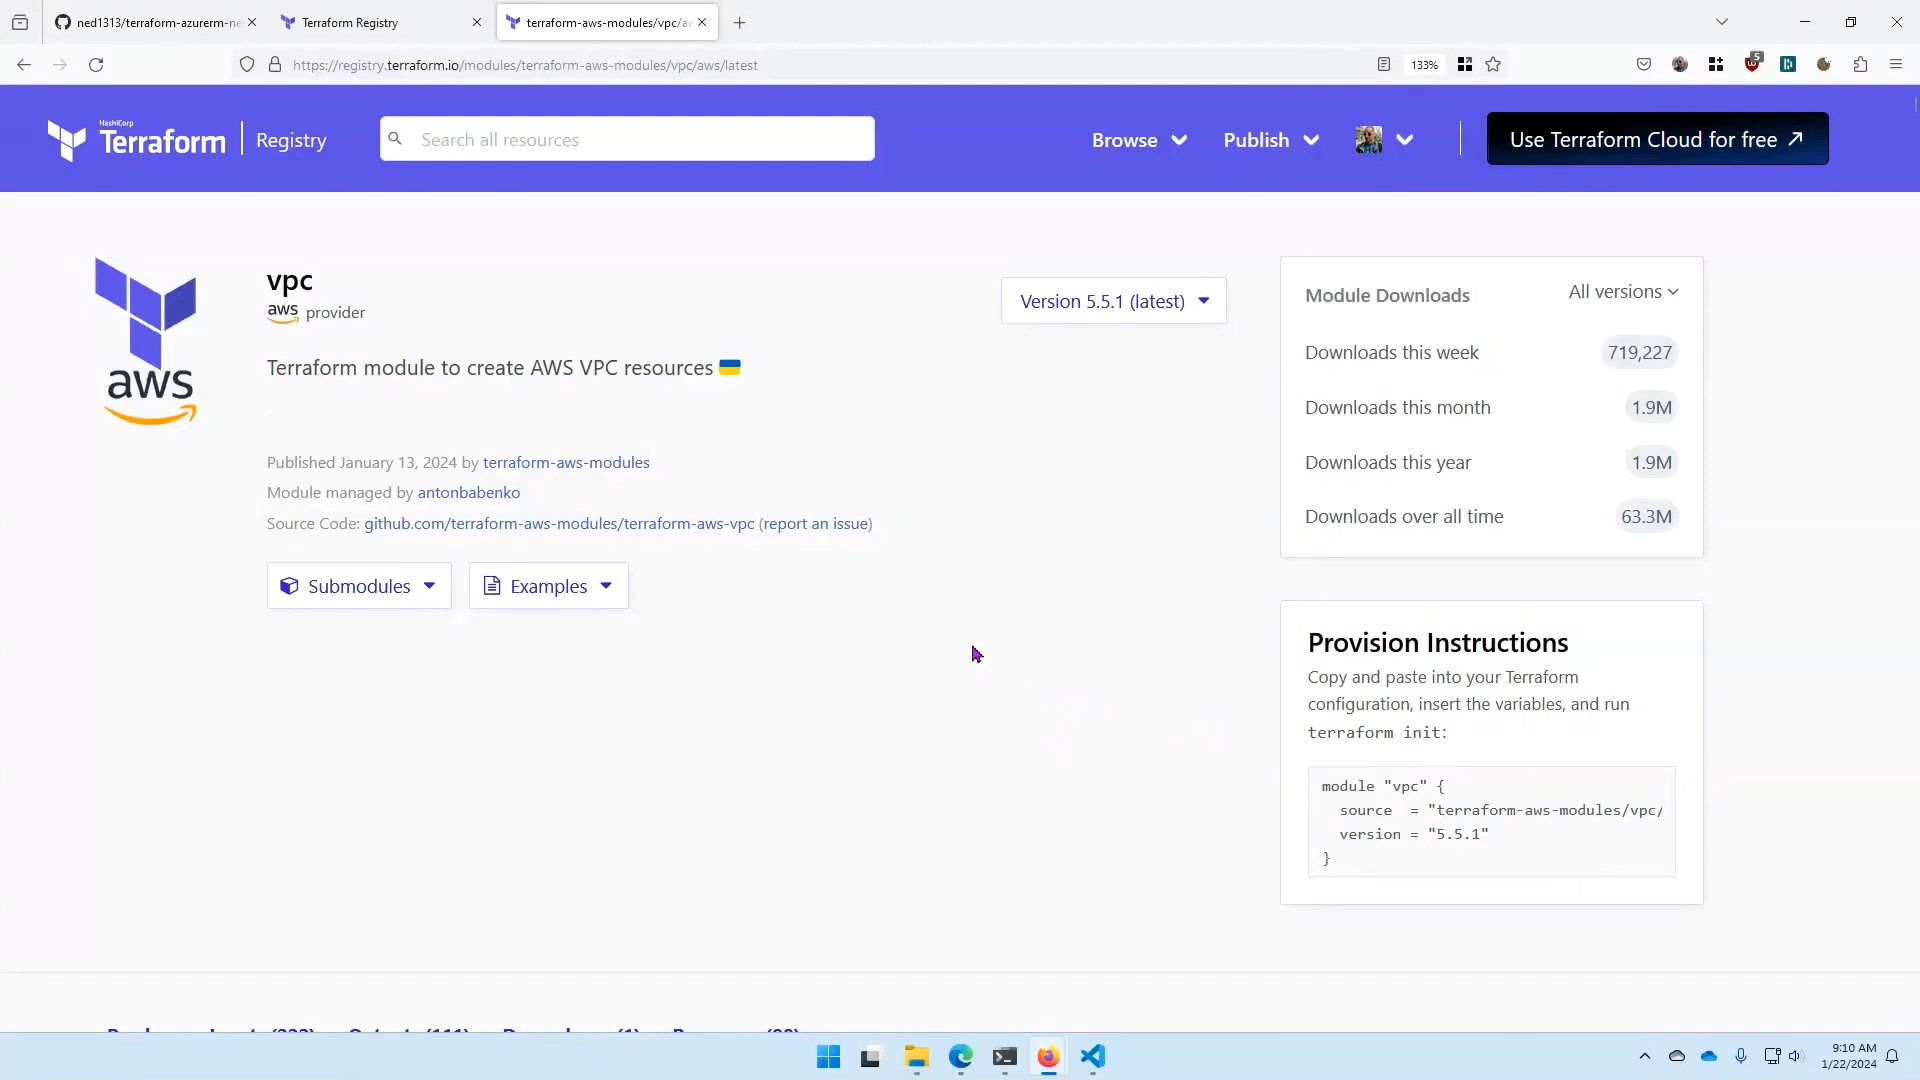 ned1313/terraform-azurerm-ne
Terraform Registry
terraform-aws-modules/vpc/aw
https://registry.terraform.io/modules/terraform-aws-modules/vpc/aws/latest
133%
5
HashiCorp
Terraform
Registry
Search all resources
Browse
Publish
Use Terraform Cloud for free
aws
vpc
aws provider
Version 5.5.1 (latest)
Terraform module to create AWS VPC resources
Published January 13, 2024 by terraform-aws-modules
Module managed by antonbabenko
Source Code: github.com/terraform-aws-modules/terraform-aws-vpc (report an issue)
Submodules
Examples
Module Downloads
All versions
Downloads this week
719,227
Downloads this month
1.9M
Downloads this year
1.9M
Downloads over all time
63.3M
Provision Instructions
Copy and paste into your Terraform
configuration, insert the variables, and run
terraform init:
module "vpc" {
source = "terraform-aws-modules/vpc/
version = "5.5.1"
}
9:10 AM
1/22/2024